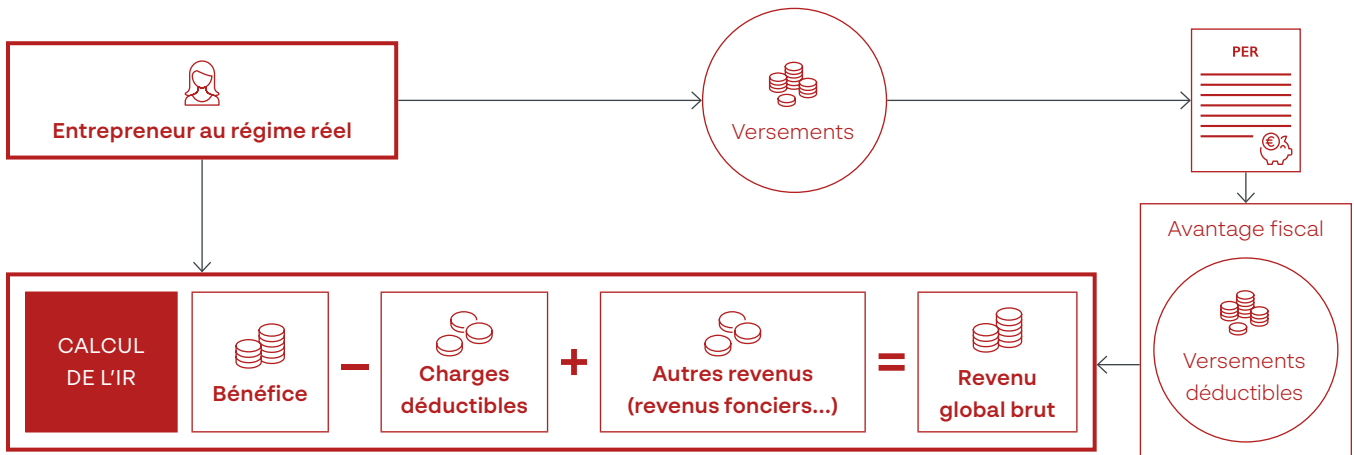 PER
Entrepreneur au régime réel
Versements
€
Avantage fiscal
CALCUL
DE L'IR
Bénéfice
–
Charges
déductibles
+
Autres revenus
(revenus fonciers...)
=
Revenu
global brut
Versements
déductibles